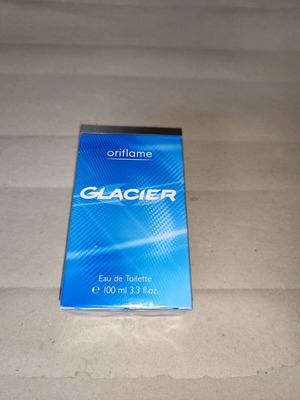 oriflame
GLACIER
Eau de Toilette
℮ 100 ml 3.3 fl.oz.